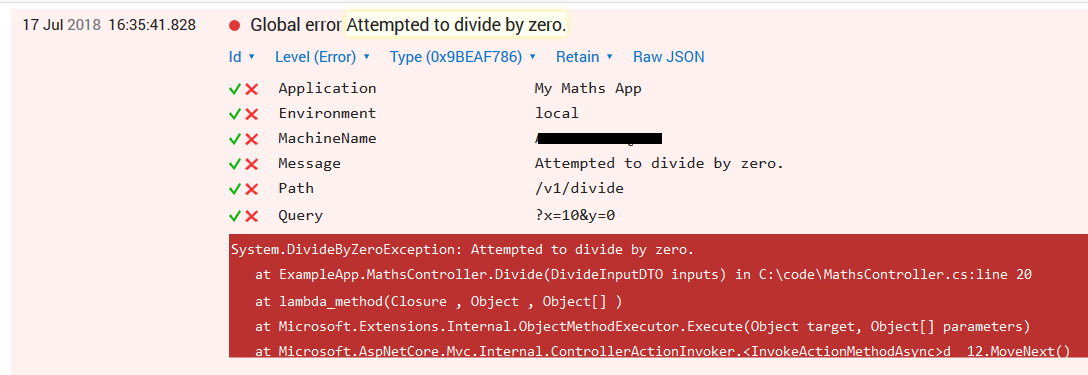 17 Jul 2018 16:35:41.828 Global error Attempted to divide by zero.
Id Level (Error) Type (0x9BEAF786) Retain Raw JSON
Application My Maths App
Environment local
MachineName
Message Attempted to divide by zero.
Path /v1/divide
Query ?x=10&y=0
System.DivideByZeroException: Attempted to divide by zero.
at ExampleApp.MathsController.Divide(DivideInputDTO inputs) in C:\code\MathsController.cs:line 20
at lambda_method(Closure , Object , Object[] )
at Microsoft.Extensions.Internal.ObjectMethodExecutor.Execute(Object target, Object[] parameters)
at Microsoft.AspNetCore.Mvc.Internal.ControllerActionInvoker.<InvokeActionMethodAsync>d__12.MoveNext()